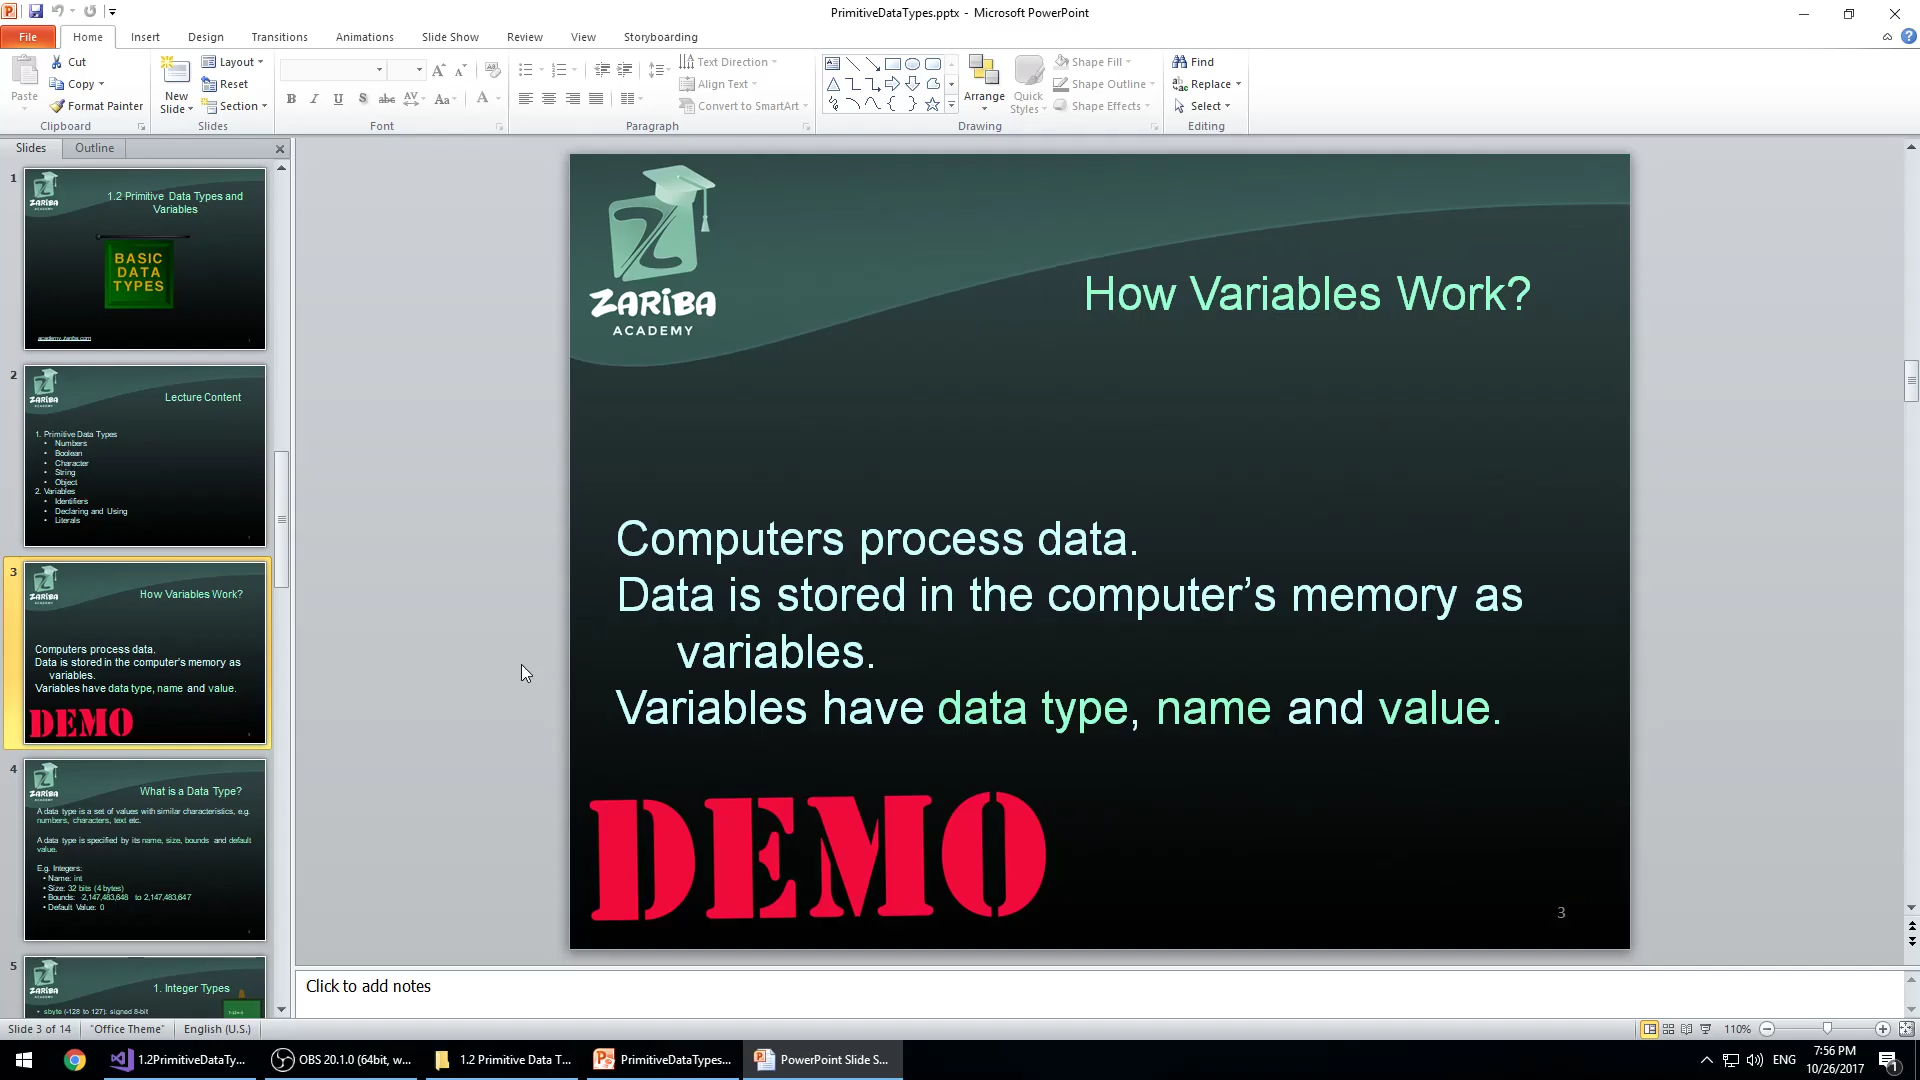 PrimitiveDataTypes.pptx - Microsoft PowerPoint
File Home Insert Design Transitions Animations Slide Show Review View Storyboarding
Paste
Cut
Copy
Format Painter
Clipboard
New
Slide
Layout
Reset
Section
Slides
Font
Text Direction
Align Text
Convert to SmartArt
Paragraph
Arrange
Quick
Styles
Shape Fill
Shape Outline
Shape Effects
Drawing
Find
Replace
Select
Editing
Slides Outline
1
ZARIBA
1.2 Primitive Data Types and
Variables
BASIC
DATA
TYPES
academy.zariba.com
2
ZARIBA
Lecture Content
1. Primitive Data Types
• Numbers
• Boolean
• Character
• String
• Object
2. Variables
• Identifiers
• Declaring and Using
• Literals
3
ZARIBA
How Variables Work?
Computers process data.
Data is stored in the computer's memory as
variables.
Variables have data type, name and value.
DEMO
4
ZARIBA
What is a Data Type?
A data type is a set of values with similar characteristics, e.g.
numbers, characters, text etc.
A data type is specified by its name, size, bounds and default
value.
E.g. Integers:
• Name: int
• Size: 32 bits (4 bytes)
• Bounds: -2,147,483,648 to 2,147,483,647
• Default Value: 0
5
ZARIBA
1. Integer Types
• sbyte (-128 to 127): signed 8-bit
ZARIBA
ACADEMY
How Variables Work?
Computers process data.
Data is stored in the computer’s memory as
variables.
Variables have data type, name and value.
DEMO
3
Click to add notes
Slide 3 of 14 "Office Theme" English (U.S.) 110%
1.2PrimitiveDataTy... OBS 20.1.0 (64bit, w... 1.2 Primitive Data T... PrimitiveDataTypes... PowerPoint Slide S... ENG
7:56 PM
10/26/2017